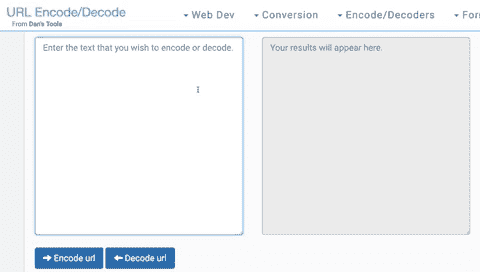 URL Encode/Decode
From Dan's Tools
Web Dev
Conversion
Encode/Decoders
For
Enter the text that you wish to encode or decode.
Your results will appear here.
Encode url
Decode url